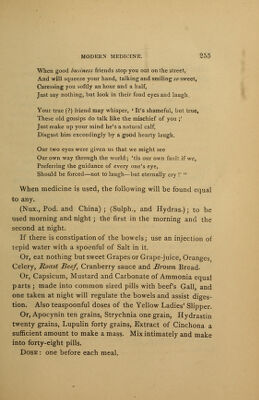 MODERN MEDICINE. 255
When good business friends stop you out on the street,
And will squeeze your hand, talking and smiling so sweet,
Caressing you softly an hour and a half,
Just say nothing, but look in their fond eyes and laugh.
Your true (?) friend may whisper, ‘It's shameful, but true,
These old gossips do talk like the mischief of you;’
Just make up your mind he's a natural calf,
Disgust him exceedingly by a good hearty laugh.
Our two eyes were given us that we might see
Our own way through the world; 'tis our own fault if we,
Preferring the guidance of every one's eye,
Should be forced—not to laugh—but eternally cry!’ ”
When medicine is used, the following will be found equal
to any.
(Nux., Pod. and China); (Sulph., and Hydras.); to be
used morning and night; the first in the morning and the
second at night.
If there is constipation of the bowels; use an injection of
tepid water with a spoonful of Salt in it.
Or, eat nothing but sweet Grapes or Grape-juice, Oranges,
Celery, Roast Beef, Cranberry sauce and Brown Bread.
Or, Capsicum, Mustard and Carbonate of Ammonia equal
parts; made into common sized pills with beef's Gall, and
one taken at night will regulate the bowels and assist diges-
tion. Also teaspoonful doses of the Yellow Ladies' Slipper.
Or, Apocynin ten grains, Strychnia one grain, Hydrastin
twenty grains, Lupulin forty grains, Extract of Cinchona a
sufficient amount to make a mass. Mix intimately and make
into forty-eight pills.
DOSE: one before each meal.